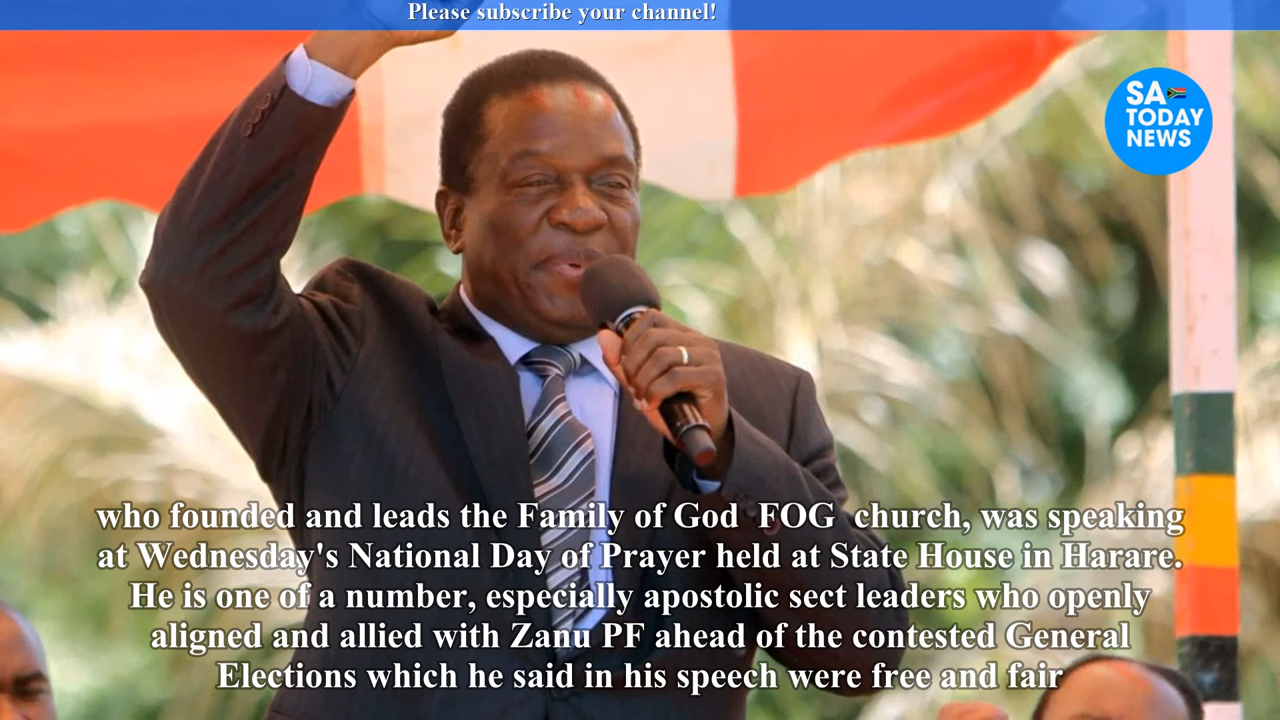 Please subscribe your channel!
SA
TODAY
NEWS
who founded and leads the Family of God FOG church, was speaking
at Wednesday's National Day of Prayer held at State House in Harare.
He is one of a number, especially apostolic sect leaders who openly
aligned and allied with Zanu PF ahead of the contested General
Elections which he said in his speech were free and fair